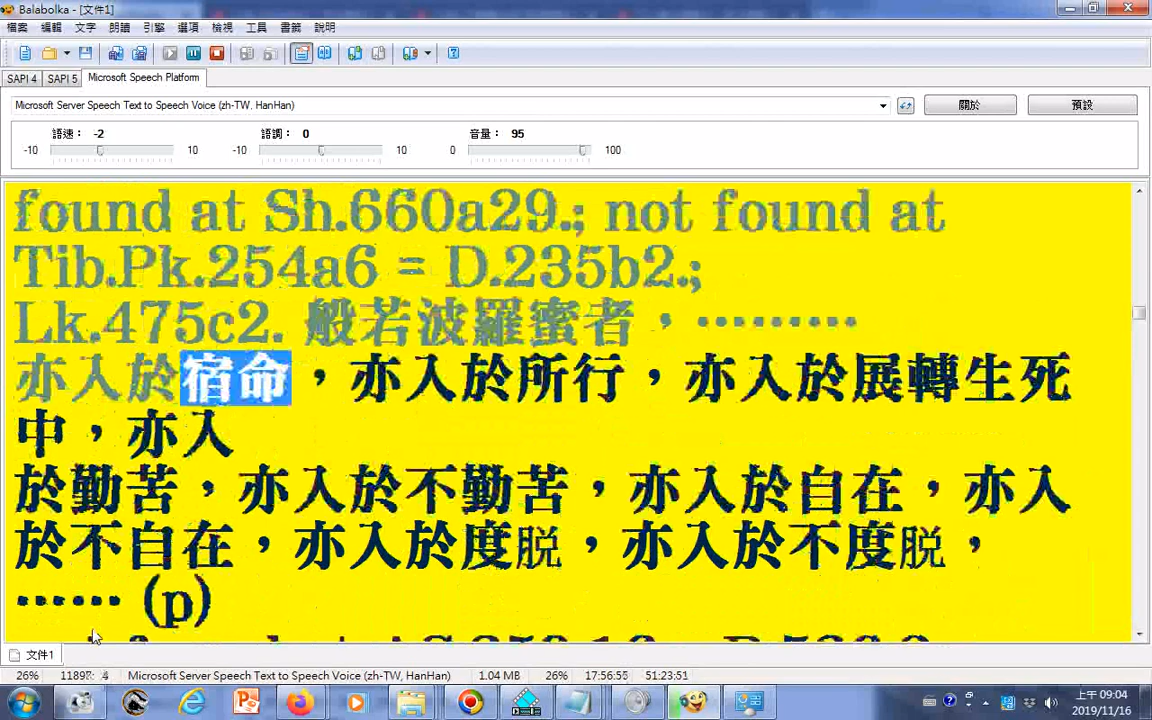 Balabolka - [文件1]
檔案 編輯 文字 朗讀 引擎 選項 檢視 工具 書籤 說明
SAPI 4 SAPI 5 Microsoft Speech Platform
Microsoft Server Speech Text to Speech Voice (zh-TW, HanHan) 關於 預設
語速： -2 語調： 0 音量： 95
-10 10 -10 10 0 100
found at Sh.660a29.; not found at
Tib.Pk.254a6 = D.235b2.;
Lk.475c2. 般若波羅蜜者，………
亦入於宿命，亦入於所行，亦入於展轉生死
中，亦入
於勤苦，亦入於不勤苦，亦入於自在，亦入
於不自在，亦入於度脱，亦入於不度脱，
…… (p)
文件1
26% Microsoft Server Speech Text to Speech Voice (zh-TW, HanHan) 1.04 MB 26% 17:56:55 51:23:51
上午 09:04
2019/11/16